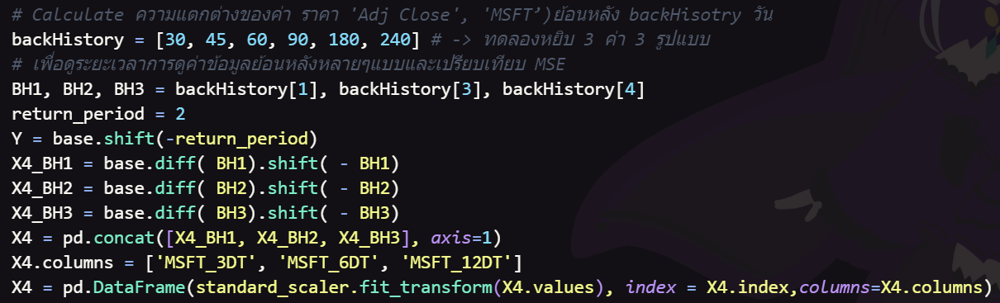 # Calculate ความแตกต่างของค่า ราคา 'Adj Close', 'MSFT’)ย้อนหลัง backHisotry วัน
backHistory = [30, 45, 60, 90, 180, 240] # -> ทดลองหยิบ 3 ค่า 3 รูปแบบ
# เพื่อดูระยะเวลาการดูค่าข้อมูลย้อนหลังหลายๆแบบและเปรียบเทียบ MSE
BH1, BH2, BH3 = backHistory[1], backHistory[3], backHistory[4]
return_period = 2
Y = base.shift(-return_period)
X4_BH1 = base.diff( BH1).shift( - BH1)
X4_BH2 = base.diff( BH2).shift( - BH2)
X4_BH3 = base.diff( BH3).shift( - BH3)
X4 = pd.concat([X4_BH1, X4_BH2, X4_BH3], axis=1)
X4.columns = ['MSFT_3DT', 'MSFT_6DT', 'MSFT_12DT']
X4 = pd.DataFrame(standard_scaler.fit_transform(X4.values), index = X4.index,columns=X4.columns)